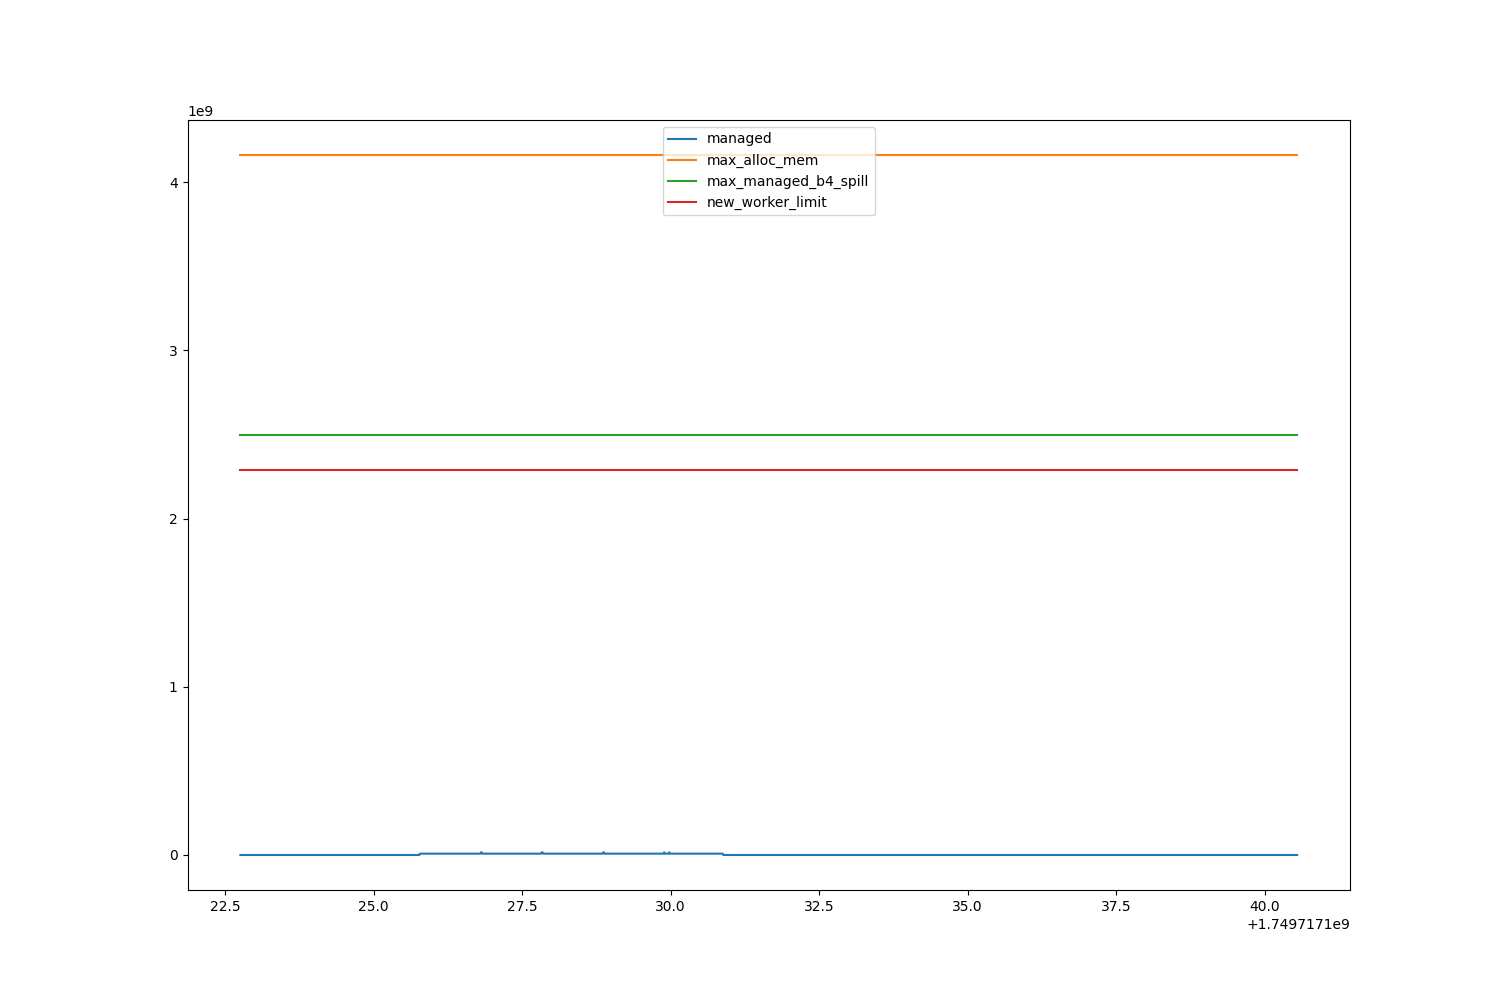 1e9
managed
max_alloc_mem
max_managed_b4_spill
new_worker_limit
4
3
2
1
0
22.5 25.0 27.5 30.0 32.5 35.0 37.5 40.0
+1.7497171e9